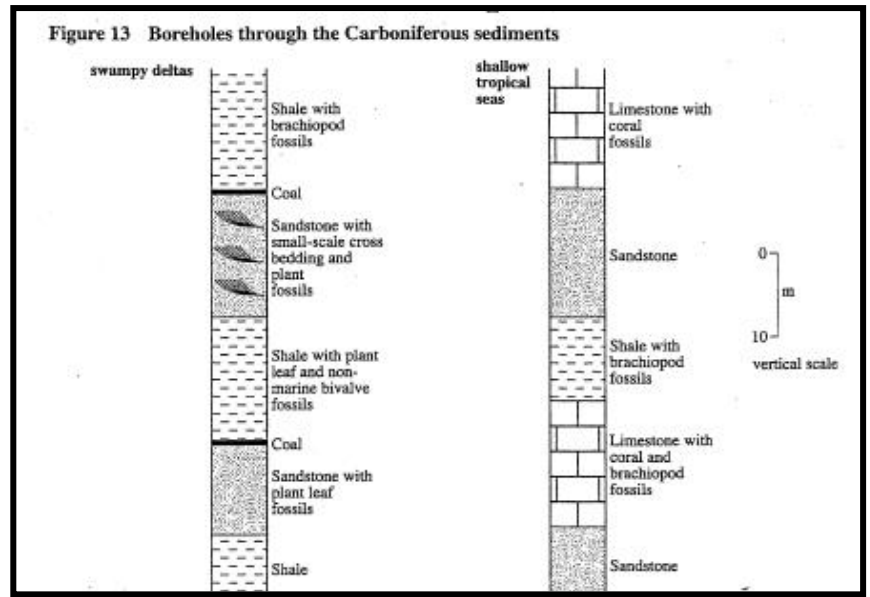 Figure 13 Boreholes through the Carboniferous sediments
swampy deltas
Shale with
brachiopod
fossils
Coal
Sandstone with
small-scale cross
bedding and
plant
fossils
Shale with plant
leaf and non-
marine bivalve
fossils
Coal
Sandstone with
plant leaf
fossils
Shale
shallow
tropical
seas
Limestone with
coral
fossils
Sandstone
Shale with
brachiopod
fossils
Limestone with
coral and
brachiopod
fossils
Sandstone
0
m
10
vertical scale